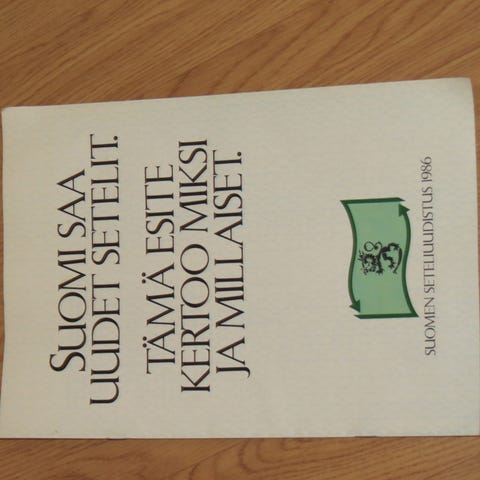 SUOMI SAA
UUDET SETELIT.
TÄMÄ ESITE
KERTOO MIKSI
JA MILLAISET.
SUOMEN SETELIUUDISTUS 1986